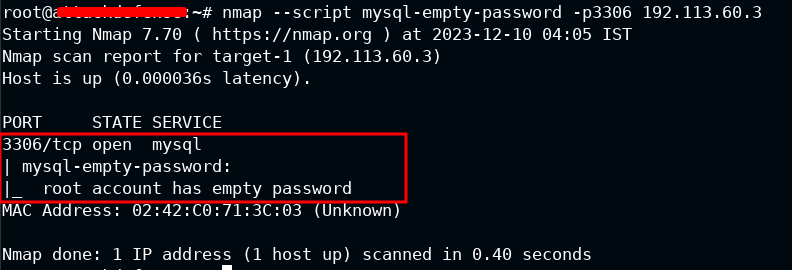 root@:~# nmap --script mysql-empty-password -p3306 192.113.60.3
Starting Nmap 7.70 ( https://nmap.org ) at 2023-12-10 04:05 IST
Nmap scan report for target-1 (192.113.60.3)
Host is up (0.000036s latency).
PORT     STATE SERVICE
3306/tcp open  mysql
| mysql-empty-password:
|_  root account has empty password
MAC Address: 02:42:C0:71:3C:03 (Unknown)
Nmap done: 1 IP address (1 host up) scanned in 0.40 seconds